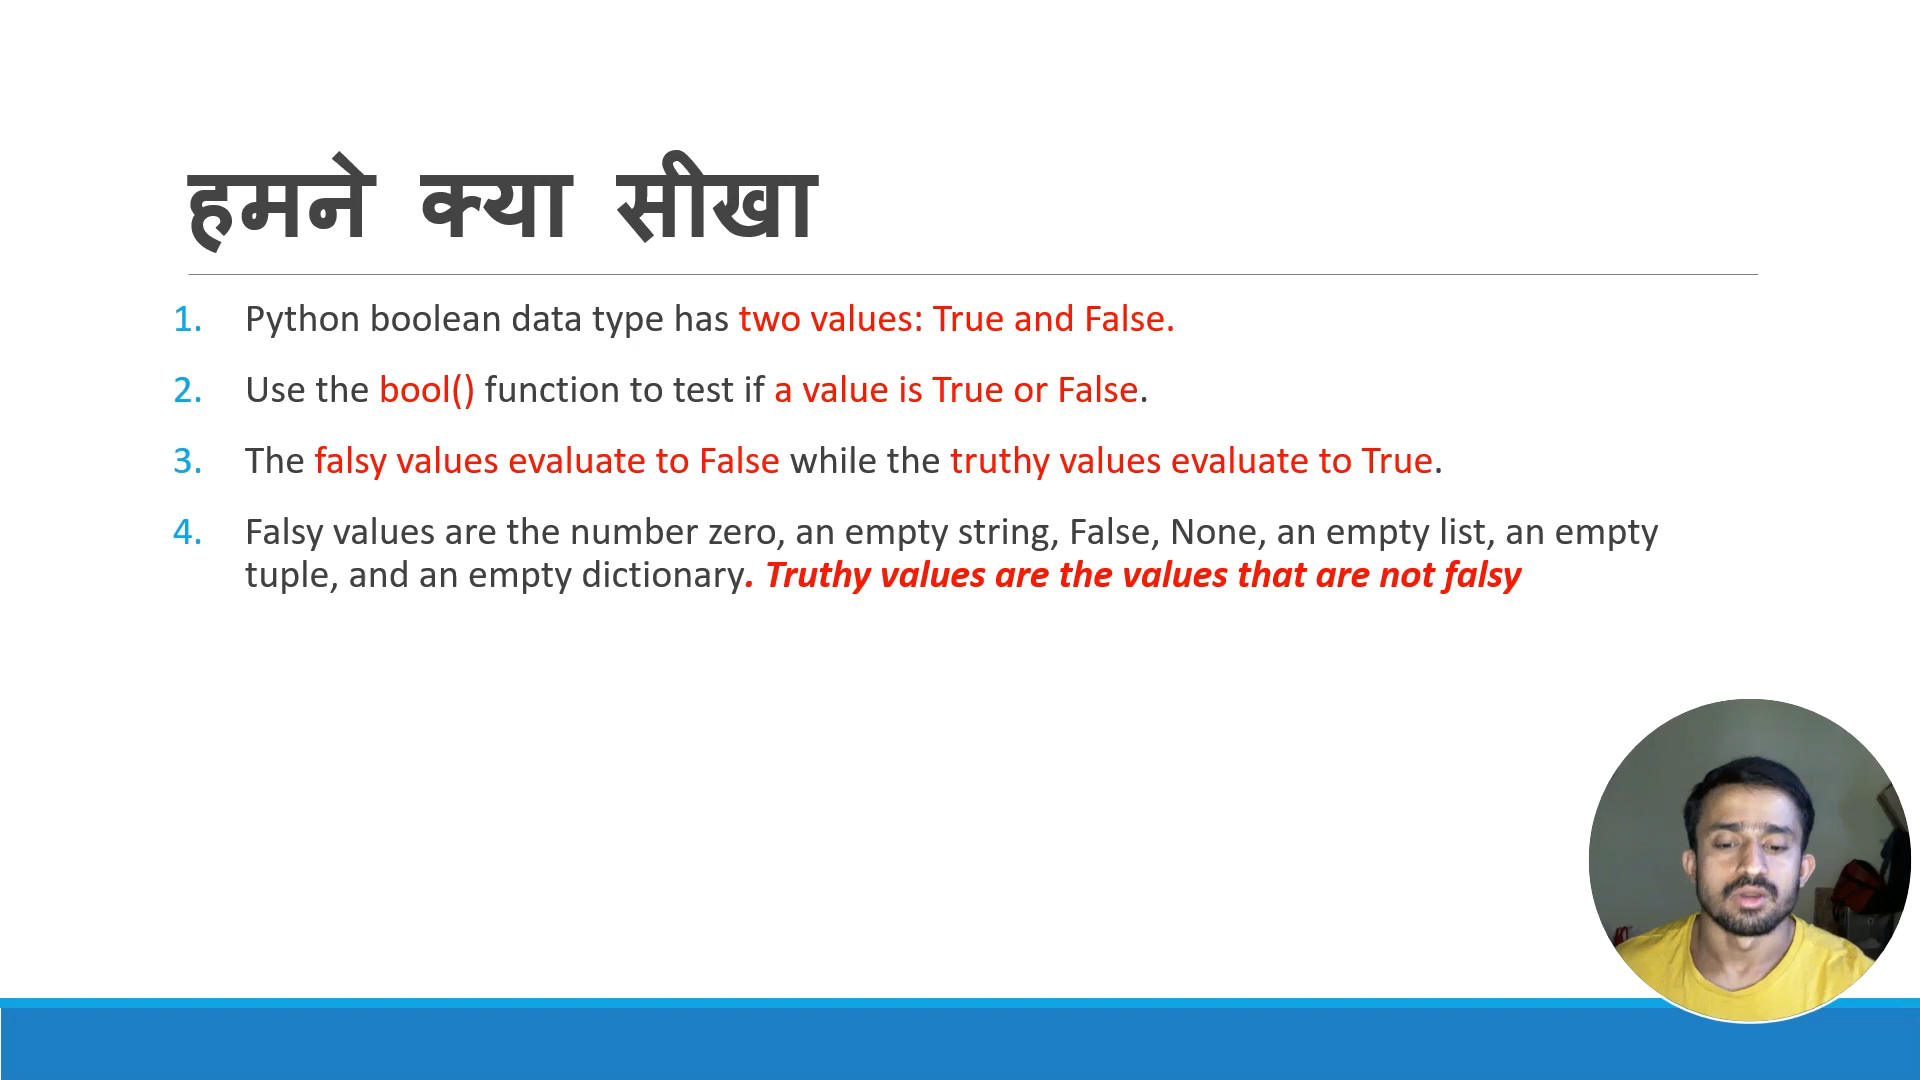 हमने क्या सीखा
1. Python boolean data type has two values: True and False.
2. Use the bool() function to test if a value is True or False.
3. The falsy values evaluate to False while the truthy values evaluate to True.
4. Falsy values are the number zero, an empty string, False, None, an empty list, an empty
tuple, and an empty dictionary. Truthy values are the values that are not falsy